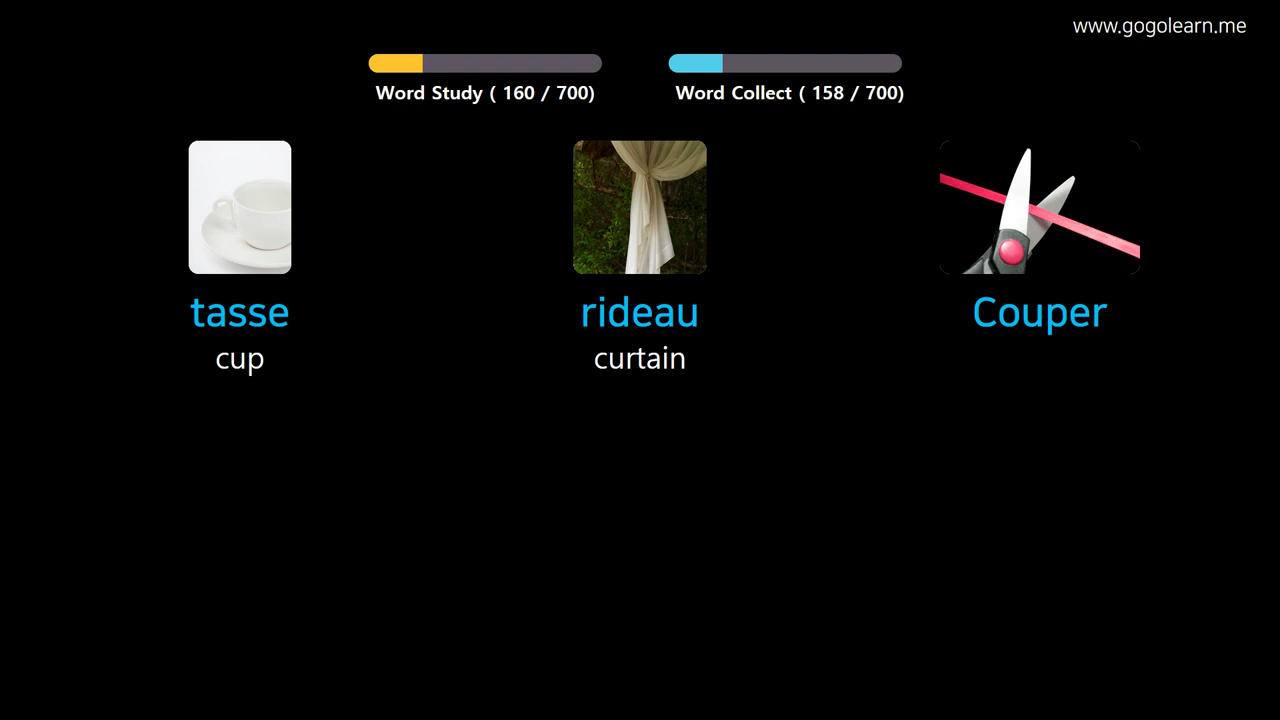 www.gogolearn.me
Word Study ( 160 / 700)
Word Collect ( 158 / 700)
tasse
cup
rideau
curtain
Couper